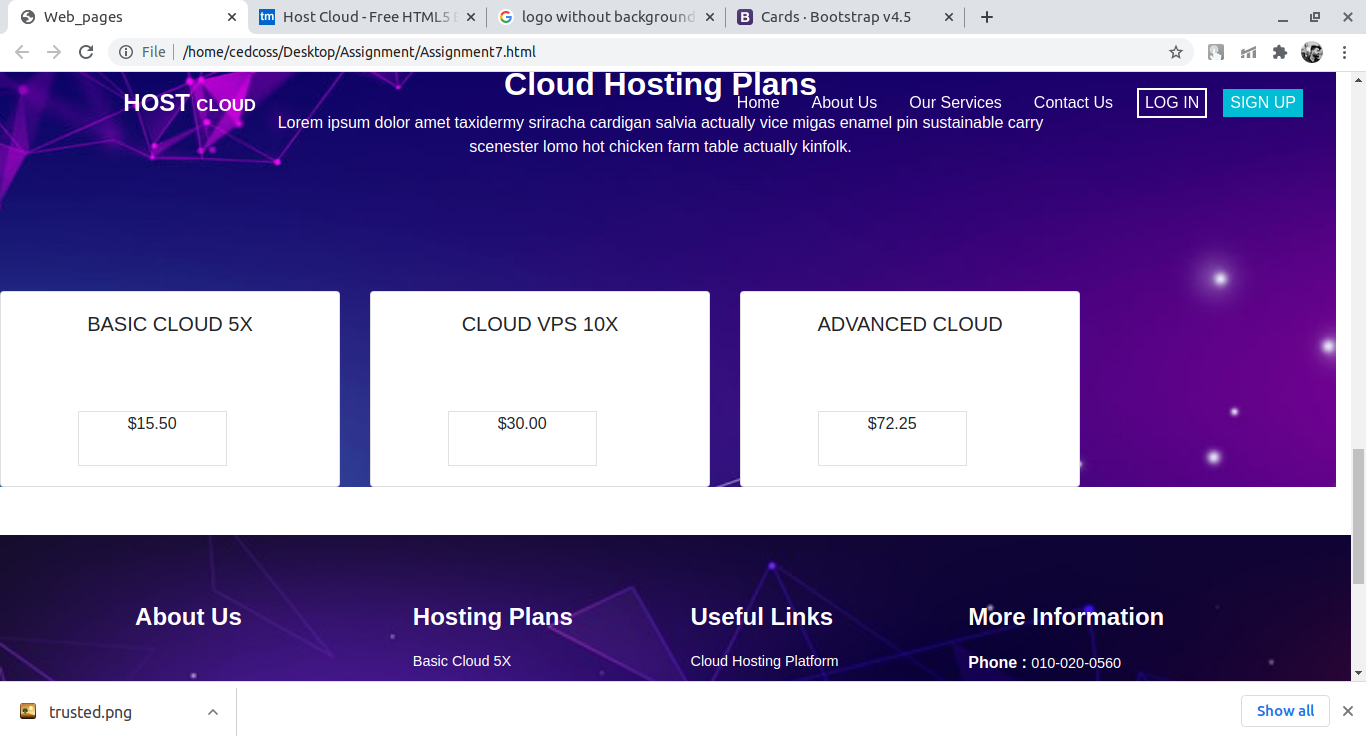 Web_pages
tm Host Cloud - Free HTML5
logo without background
B Cards · Bootstrap v4.5
File /home/cedcoss/Desktop/Assignment/Assignment7.html
Cloud Hosting Plans
HOST CLOUD Home About Us Our Services Contact Us LOG IN SIGN UP
Lorem ipsum dolor amet taxidermy sriracha cardigan salvia actually vice migas enamel pin sustainable carry
scenester lomo hot chicken farm table actually kinfolk.
BASIC CLOUD 5X CLOUD VPS 10X ADVANCED CLOUD
$15.50 $30.00 $72.25
About Us Hosting Plans Useful Links More Information
Basic Cloud 5X Cloud Hosting Platform Phone : 010-020-0560
trusted.png Show all